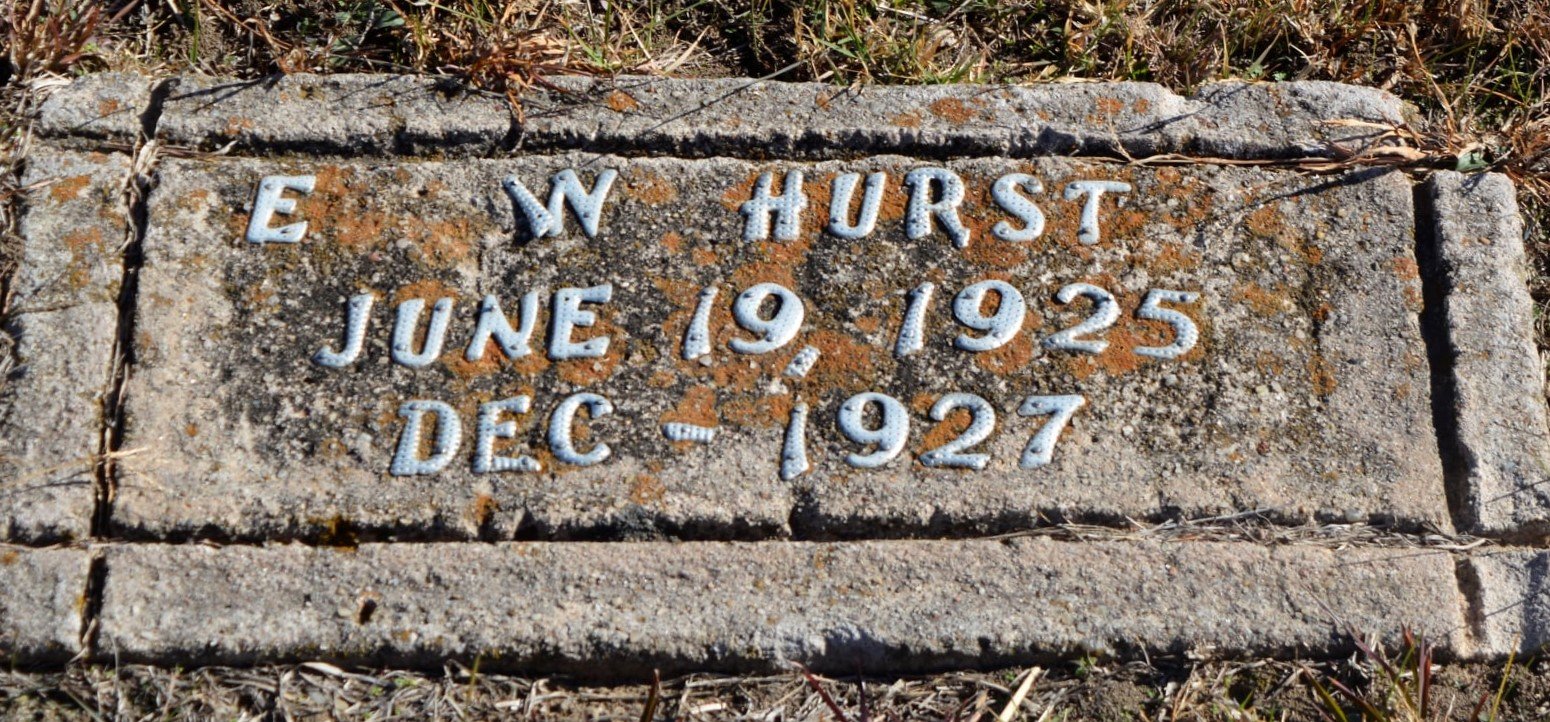 E W HURST
JUNE 19, 1925
DEC - 1927